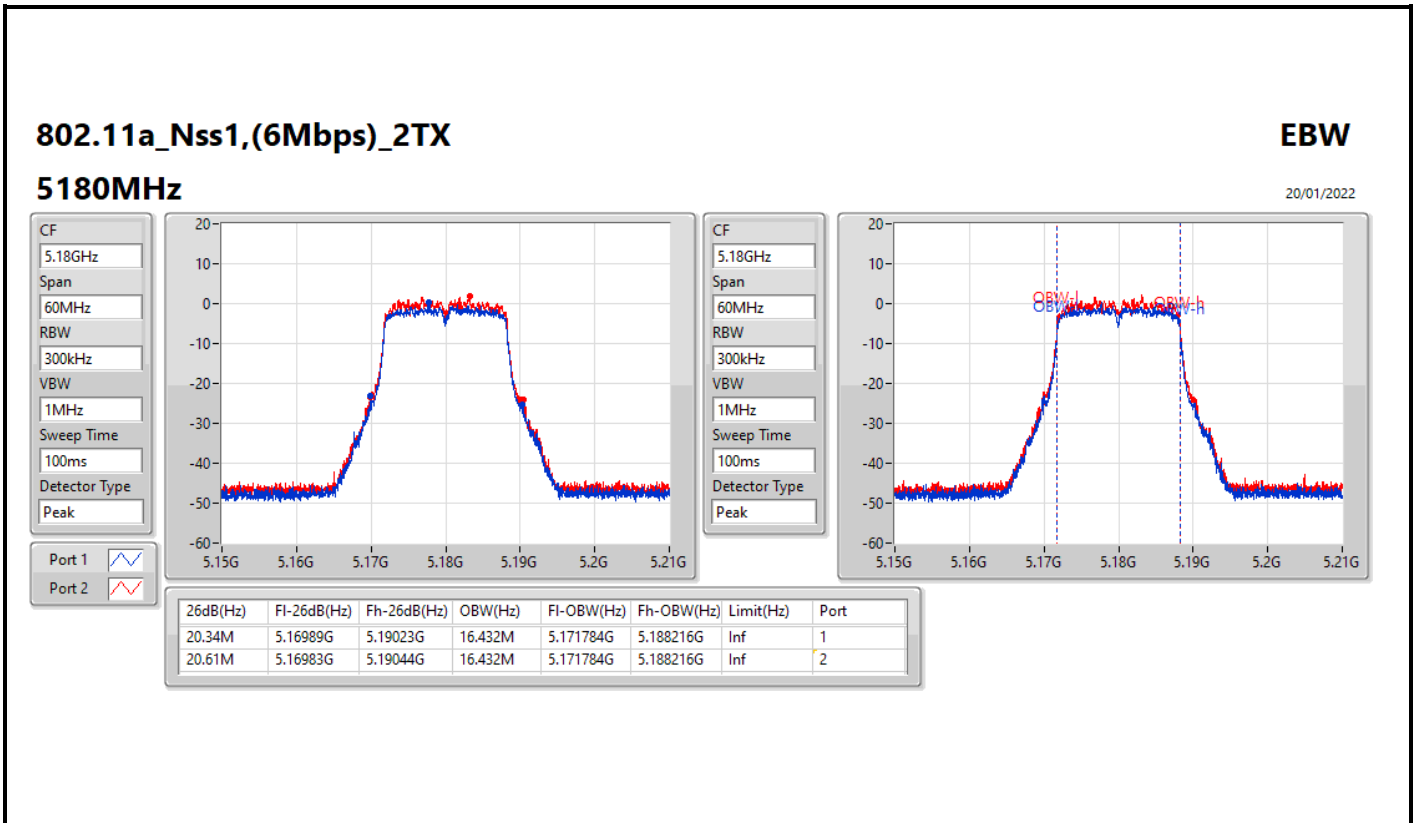 802.11a_Nss1,(6Mbps)_2TX
EBW
5180MHz
20/01/2022
CF
5.18GHz
Span
60MHz
RBW
300kHz
VBW
1MHz
Sweep Time
100ms
Detector Type
Peak
Port 1
Port 2
20
10
0
-10
-20
-30
-40
-50
-60
5.15G 5.16G 5.17G 5.18G 5.19G 5.2G 5.21G
CF
5.18GHz
Span
60MHz
RBW
300kHz
VBW
1MHz
Sweep Time
100ms
Detector Type
Peak
20
10
0
-10
-20
-30
-40
-50
-60
OBW-l
OBW-h
5.15G 5.16G 5.17G 5.18G 5.19G 5.2G 5.21G
26dB(Hz) Fl-26dB(Hz) Fh-26dB(Hz) OBW(Hz) Fl-OBW(Hz) Fh-OBW(Hz) Limit(Hz) Port
20.34M 5.16989G 5.19023G 16.432M 5.171784G 5.188216G Inf 1
20.61M 5.16983G 5.19044G 16.432M 5.171784G 5.188216G Inf 2